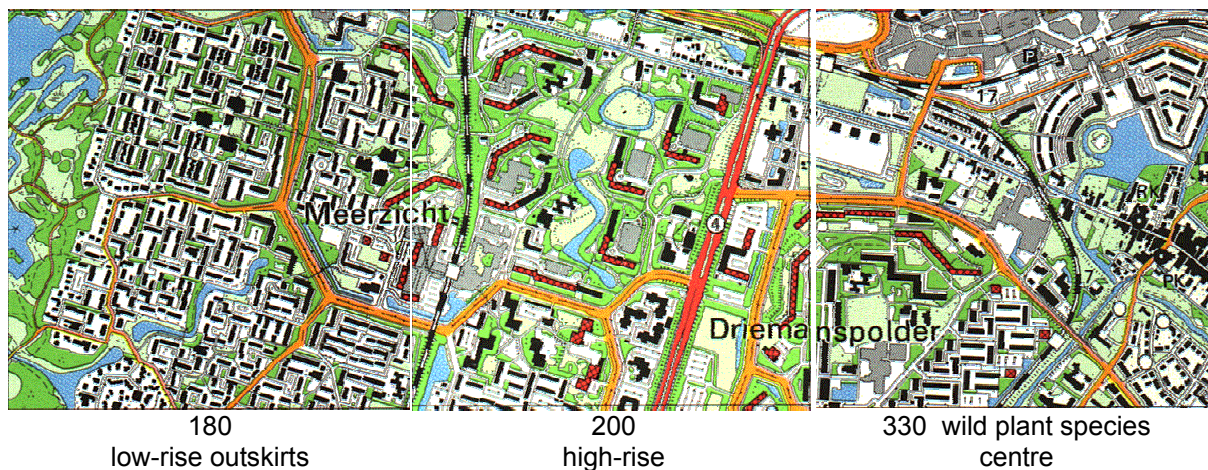 P
17
Meerzicht
RK
4
7
PK
Driemanspolder
180 200 330 wild plant species
low-rise outskirts high-rise centre